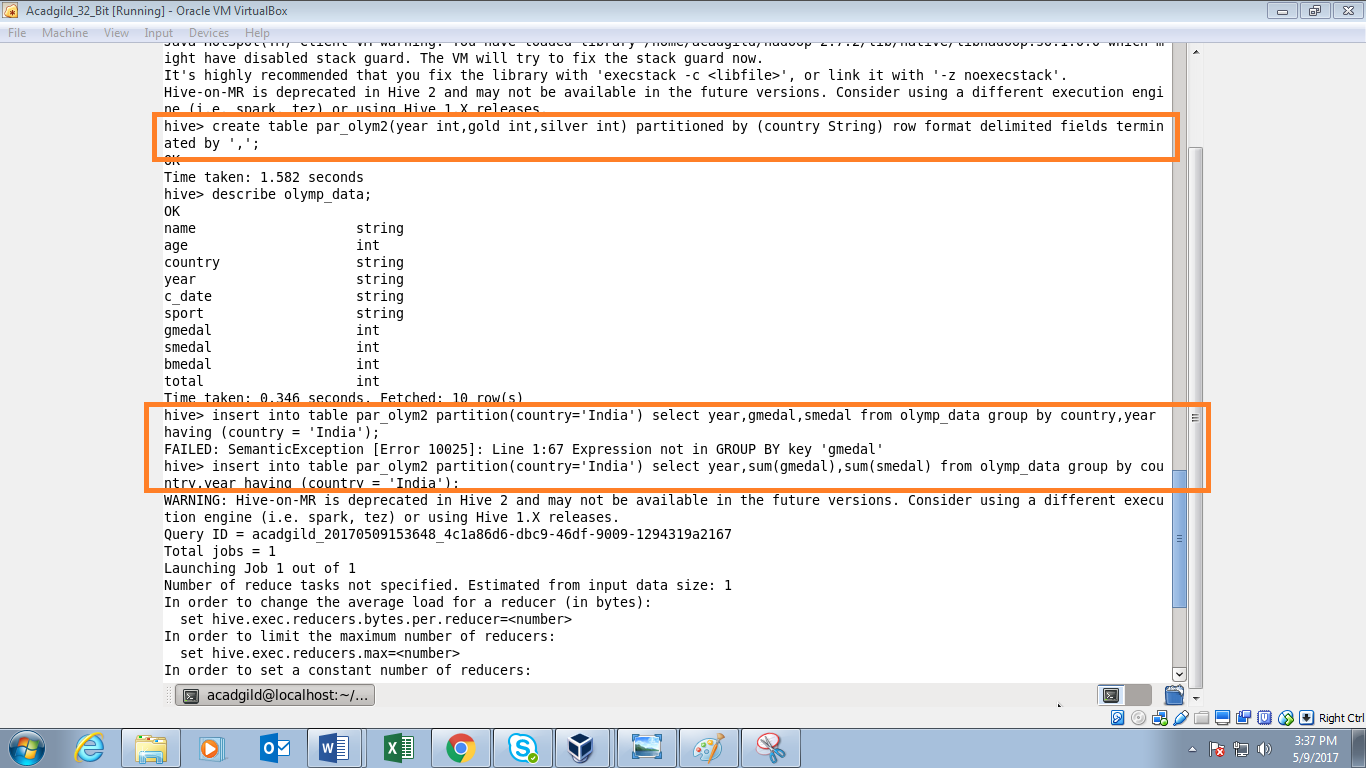 Acadgild_32_Bit [Running] - Oracle VM VirtualBox
File Machine View Input Devices Help
Java HotSpot(TM) Client VM warning: You have loaded library /home/acadgild/hadoop-2.7.2/lib/native/libhadoop.so.1.0.0 which m
ight have disabled stack guard. The VM will try to fix the stack guard now.
It's highly recommended that you fix the library with 'execstack -c <libfile>', or link it with '-z noexecstack'.
Hive-on-MR is deprecated in Hive 2 and may not be available in the future versions. Consider using a different execution engi
ne (i.e. spark, tez) or using Hive 1.X releases.
hive> create table par_olym2(year int,gold int,silver int) partitioned by (country String) row format delimited fields termin
ated by ',';
OK
Time taken: 1.582 seconds
hive> describe olymp_data;
OK
name string
age int
country string
year string
c_date string
sport string
gmedal int
smedal int
bmedal int
total int
Time taken: 0.346 seconds, Fetched: 10 row(s)
hive> insert into table par_olym2 partition(country='India') select year,gmedal,smedal from olymp_data group by country,year
having (country = 'India');
FAILED: SemanticException [Error 10025]: Line 1:67 Expression not in GROUP BY key 'gmedal'
hive> insert into table par_olym2 partition(country='India') select year,sum(gmedal),sum(smedal) from olymp_data group by cou
ntry,year having (country = 'India');
WARNING: Hive-on-MR is deprecated in Hive 2 and may not be available in the future versions. Consider using a different execu
tion engine (i.e. spark, tez) or using Hive 1.X releases.
Query ID = acadgild_20170509153648_4c1a86d6-dbc9-46df-9009-1294319a2167
Total jobs = 1
Launching Job 1 out of 1
Number of reduce tasks not specified. Estimated from input data size: 1
In order to change the average load for a reducer (in bytes):
set hive.exec.reducers.bytes.per.reducer=<number>
In order to limit the maximum number of reducers:
set hive.exec.reducers.max=<number>
In order to set a constant number of reducers:
acadgild@localhost:~/...
Right Ctrl
3:37 PM
5/9/2017